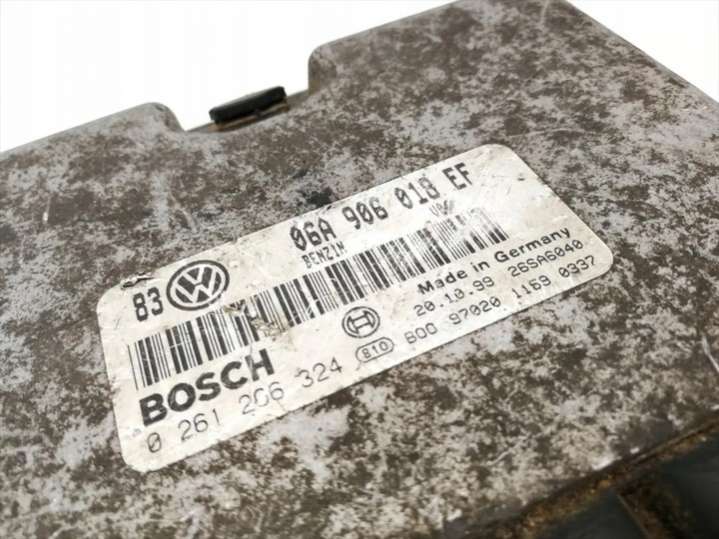 06A 906 018 EF
BENZIN
83 VW
Made in Germany
20.10.99 26SA6040
BOSCH
810 800 97020 1159 0337
0 261 206 324